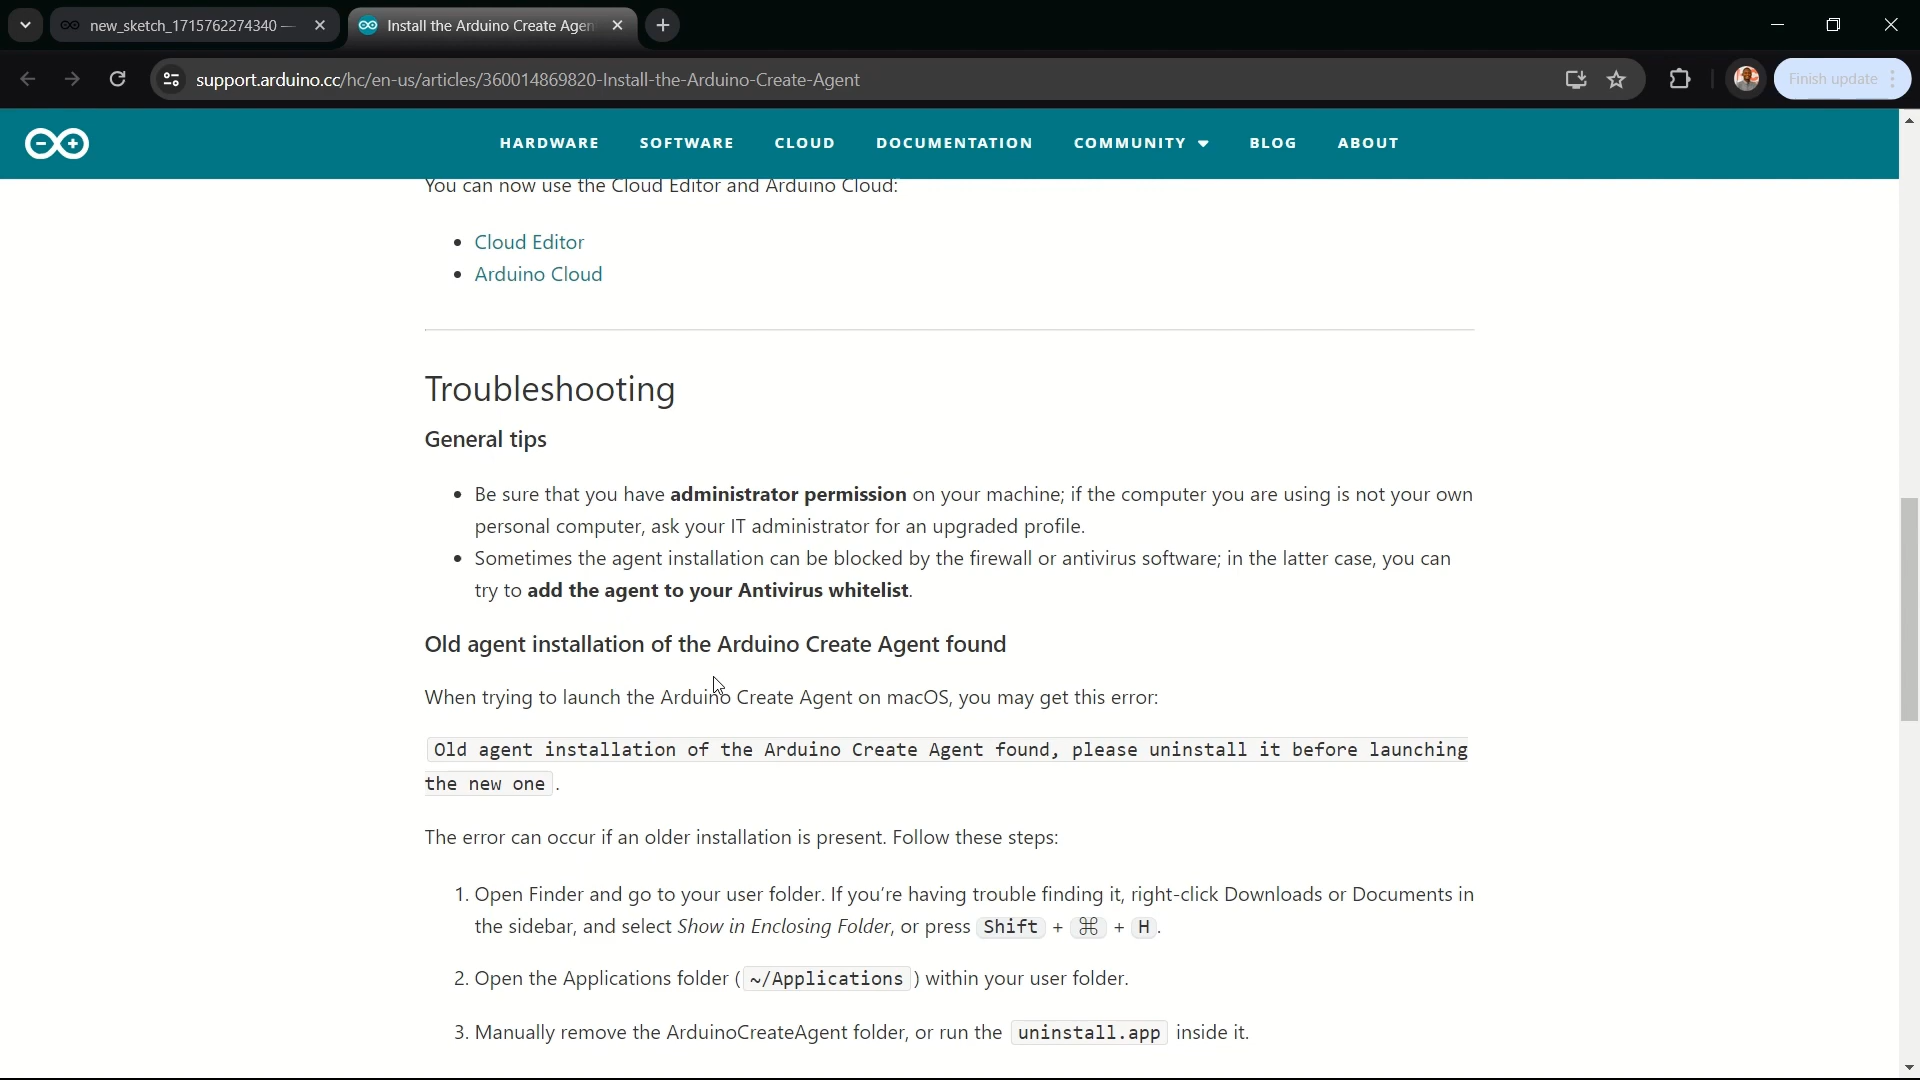 new_sketch_1715762274340 —
Install the Arduino Create Agen
support.arduino.cc/hc/en-us/articles/360014869820-Install-the-Arduino-Create-Agent
Finish update
HARDWARE SOFTWARE CLOUD DOCUMENTATION COMMUNITY BLOG ABOUT
You can now use the Cloud Editor and Arduino Cloud:
• Cloud Editor
• Arduino Cloud
Troubleshooting
General tips
• Be sure that you have administrator permission on your machine; if the computer you are using is not your own
personal computer, ask your IT administrator for an upgraded profile.
• Sometimes the agent installation can be blocked by the firewall or antivirus software; in the latter case, you can
try to add the agent to your Antivirus whitelist.
Old agent installation of the Arduino Create Agent found
When trying to launch the Arduino Create Agent on macOS, you may get this error:
Old agent installation of the Arduino Create Agent found, please uninstall it before launching
the new one .
The error can occur if an older installation is present. Follow these steps:
1. Open Finder and go to your user folder. If you're having trouble finding it, right-click Downloads or Documents in
the sidebar, and select Show in Enclosing Folder, or press Shift + ⌘ + H .
2. Open the Applications folder ( ~/Applications ) within your user folder.
3. Manually remove the ArduinoCreateAgent folder, or run the uninstall.app inside it.